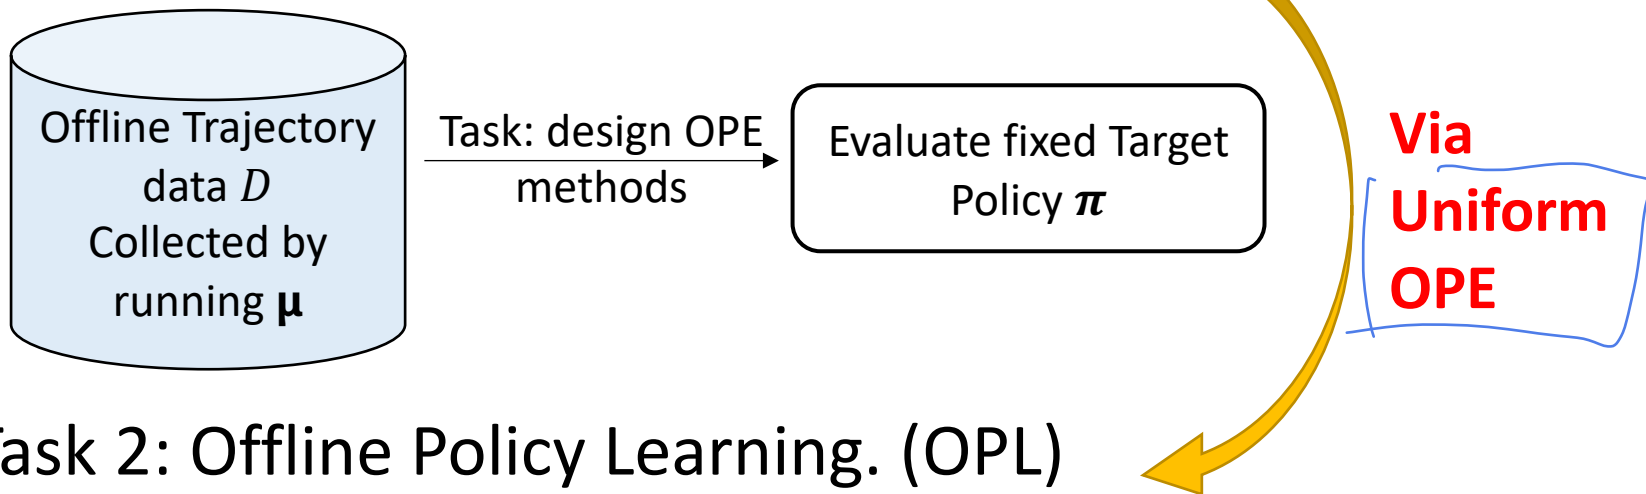 Offline Trajectory
data D
Collected by
running μ
Task: design OPE
methods
Evaluate fixed Target
Policy π
Via
Uniform
OPE
ask 2: Offline Policy Learning. (OPL)